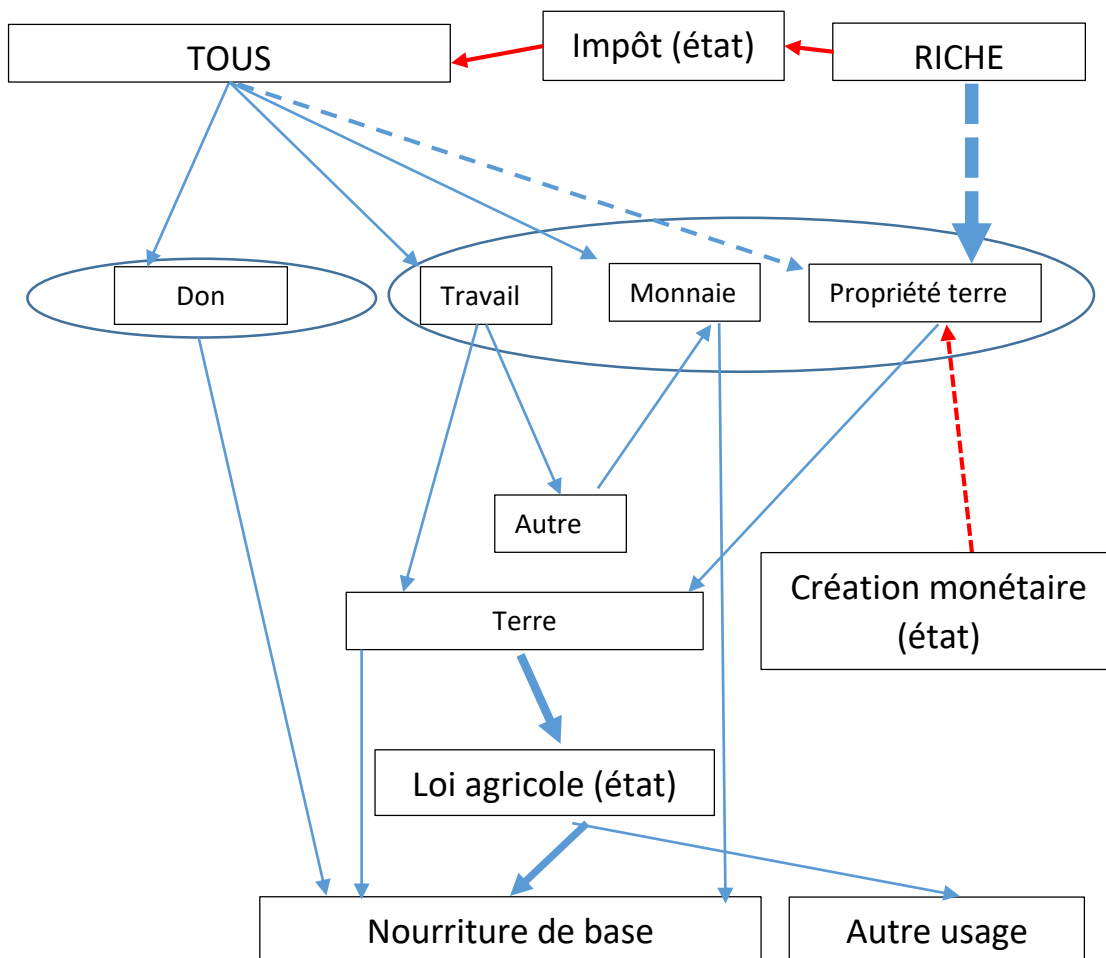 TOUS
Impôt (état)
RICHE
Don
Travail
Monnaie
Propriété terre
Autre
Création monétaire
(état)
Terre
Loi agricole (état)
Nourriture de base
Autre usage